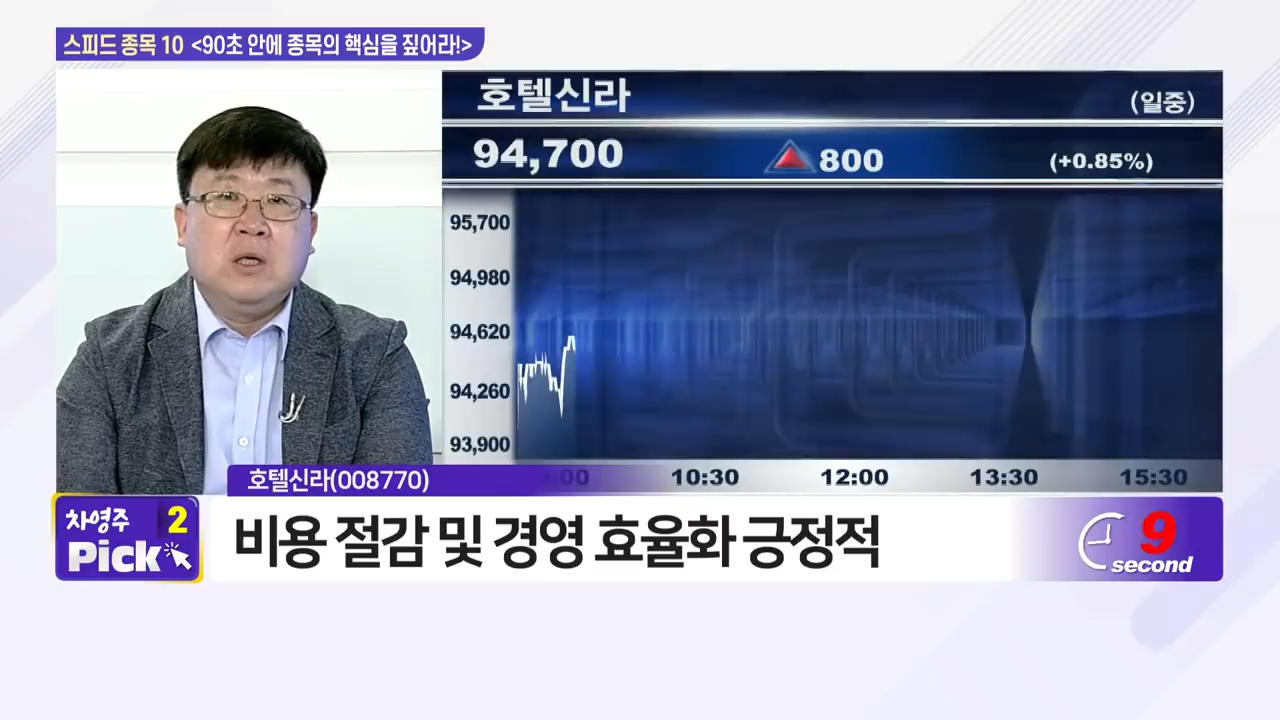 스피드 종목 10 <90초 안에 종목의 핵심을 짚어라!>
호텔신라
(일중)
94,700
800
(+0.85%)
95,700
94,980
94,620
94,260
93,900
10:30
12:00
13:30
15:30
호텔신라(008770)
차영주 2
Pick
비용 절감 및 경영 효율화 긍정적
9
second